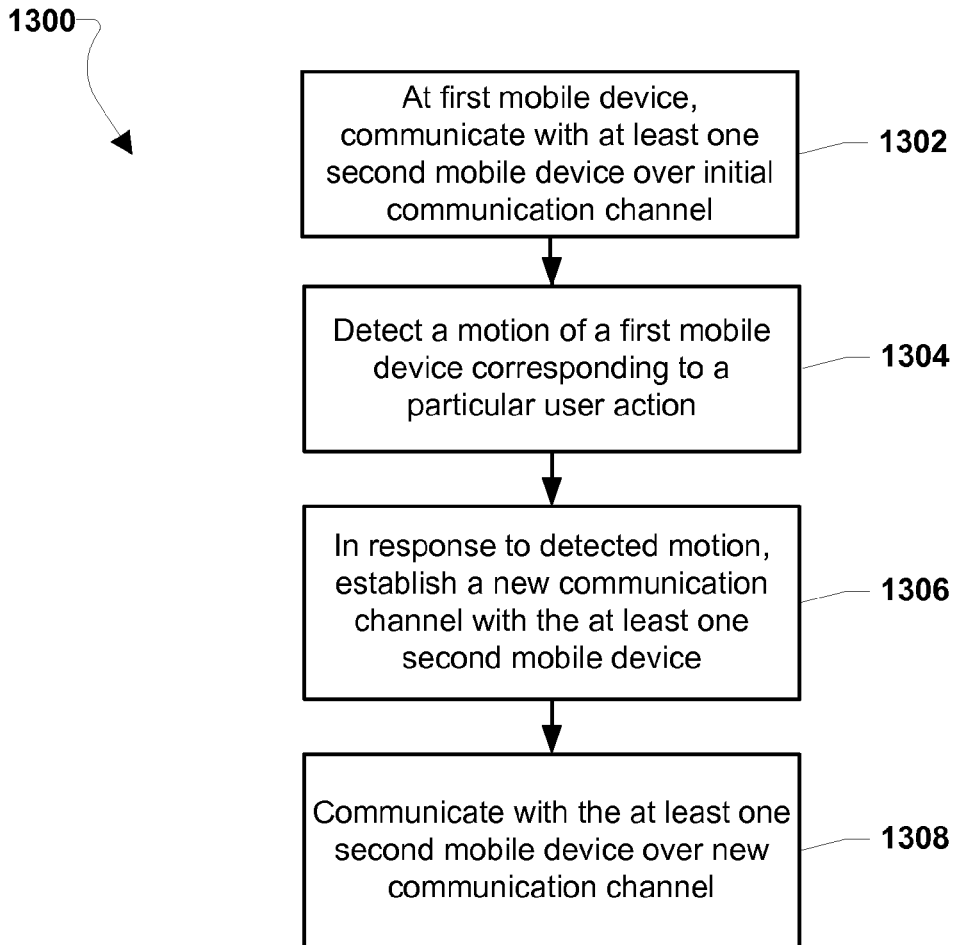 1300
At first mobile device,
communicate with at least one
second mobile device over initial
communication channel
1302
Detect a motion of a first mobile
device corresponding to a
particular user action
1304
In response to detected motion,
establish a new communication
channel with the at least one
second mobile device
1306
Communicate with the at least one
second mobile device over new
communication channel
1308